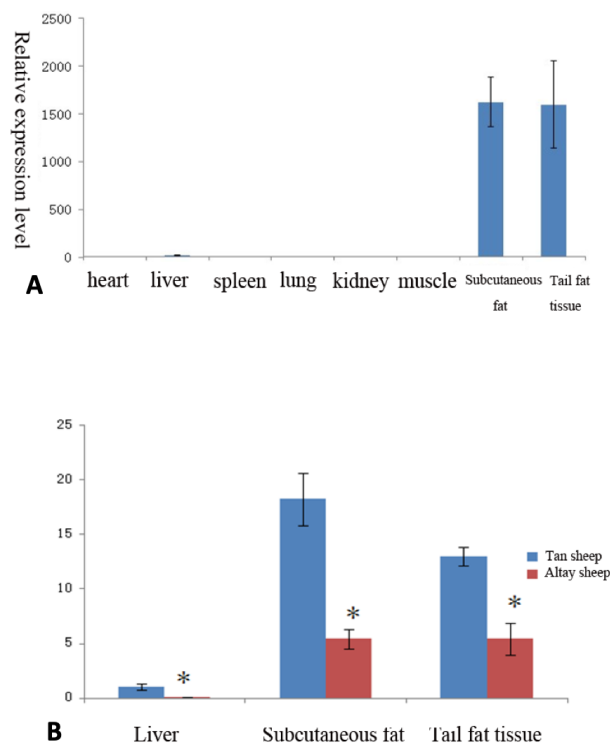 Relative expression level
2500
2000
1500
1000
500
0
heart liver spleen lung kidney muscle Subcutaneous fat Tail fat tissue
A
25
20
15
10
5
0
Tan sheep
Altay sheep
*
*
*
Liver Subcutaneous fat Tail fat tissue
B